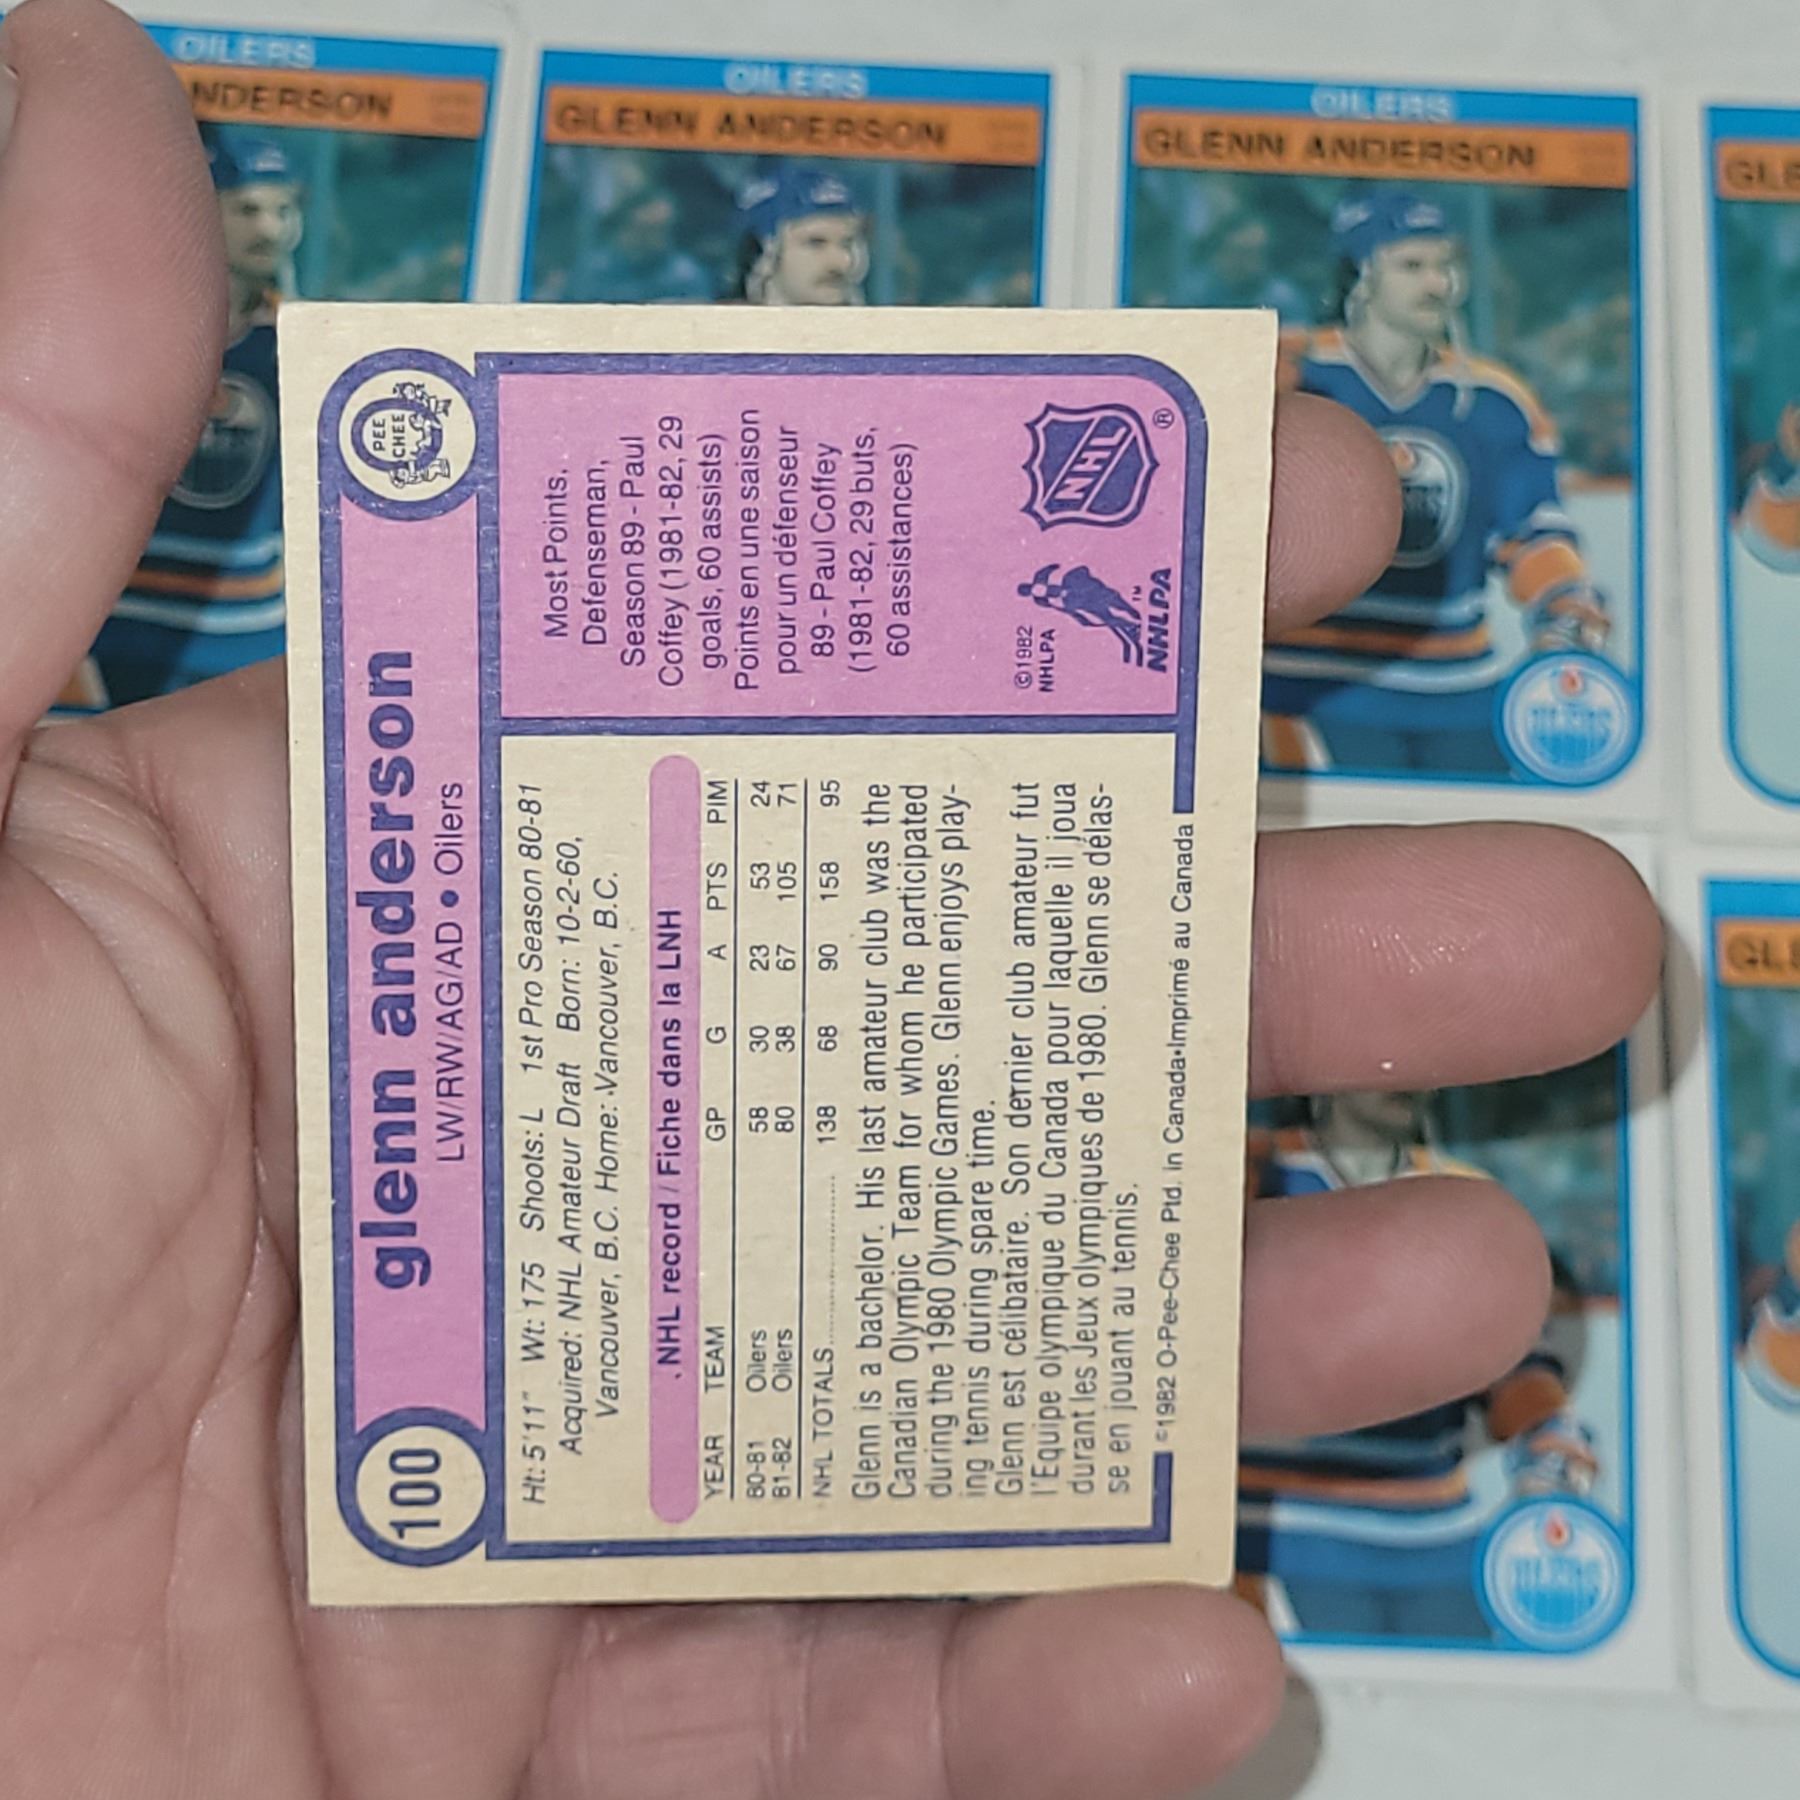 OILERS
NDERSON
OILERS
GLENN ANDERSON
OILERS
GLENN ANDERSON
GLE
GLE
OILERS
OILERS
100
glenn anderson
LW/RW/AG/AD • Oilers
O
PEE
CHEE
Ht: 5'11" Wt: 175 Shoots: L 1st Pro Season 80-81
Acquired: NHL Amateur Draft Born: 10-2-60,
Vancouver, B.C. Home: Vancouver, B.C.
NHL record / Fiche dans la LNH
YEAR TEAM GP G A PTS PIM
80-81 Oilers 58 30 23 53 24
81-82 Oilers 80 38 67 105 71
NHL TOTALS.................. 138 68 90 158 95
Glenn is a bachelor. His last amateur club was the
Canadian Olympic Team for whom he participated
during the 1980 Olympic Games. Glenn enjoys play-
ing tennis during spare time.
Glenn est célibataire. Son dernier club amateur fut
l'Equipe olympique du Canada pour laquelle il joua
durant les Jeux olympiques de 1980. Glenn se délas-
se en jouant au tennis.
©1982 O-Pee-Chee Ptd. in Canada•Imprimé au Canada
Most Points,
Defenseman,
Season 89 - Paul
Coffey (1981-82, 29
goals, 60 assists)
Points en une saison
pour un défenseur
89 - Paul Coffey
(1981-82, 29 buts,
60 assistances)
©1982
NHLPA
TM
NHLPA
NHL
®